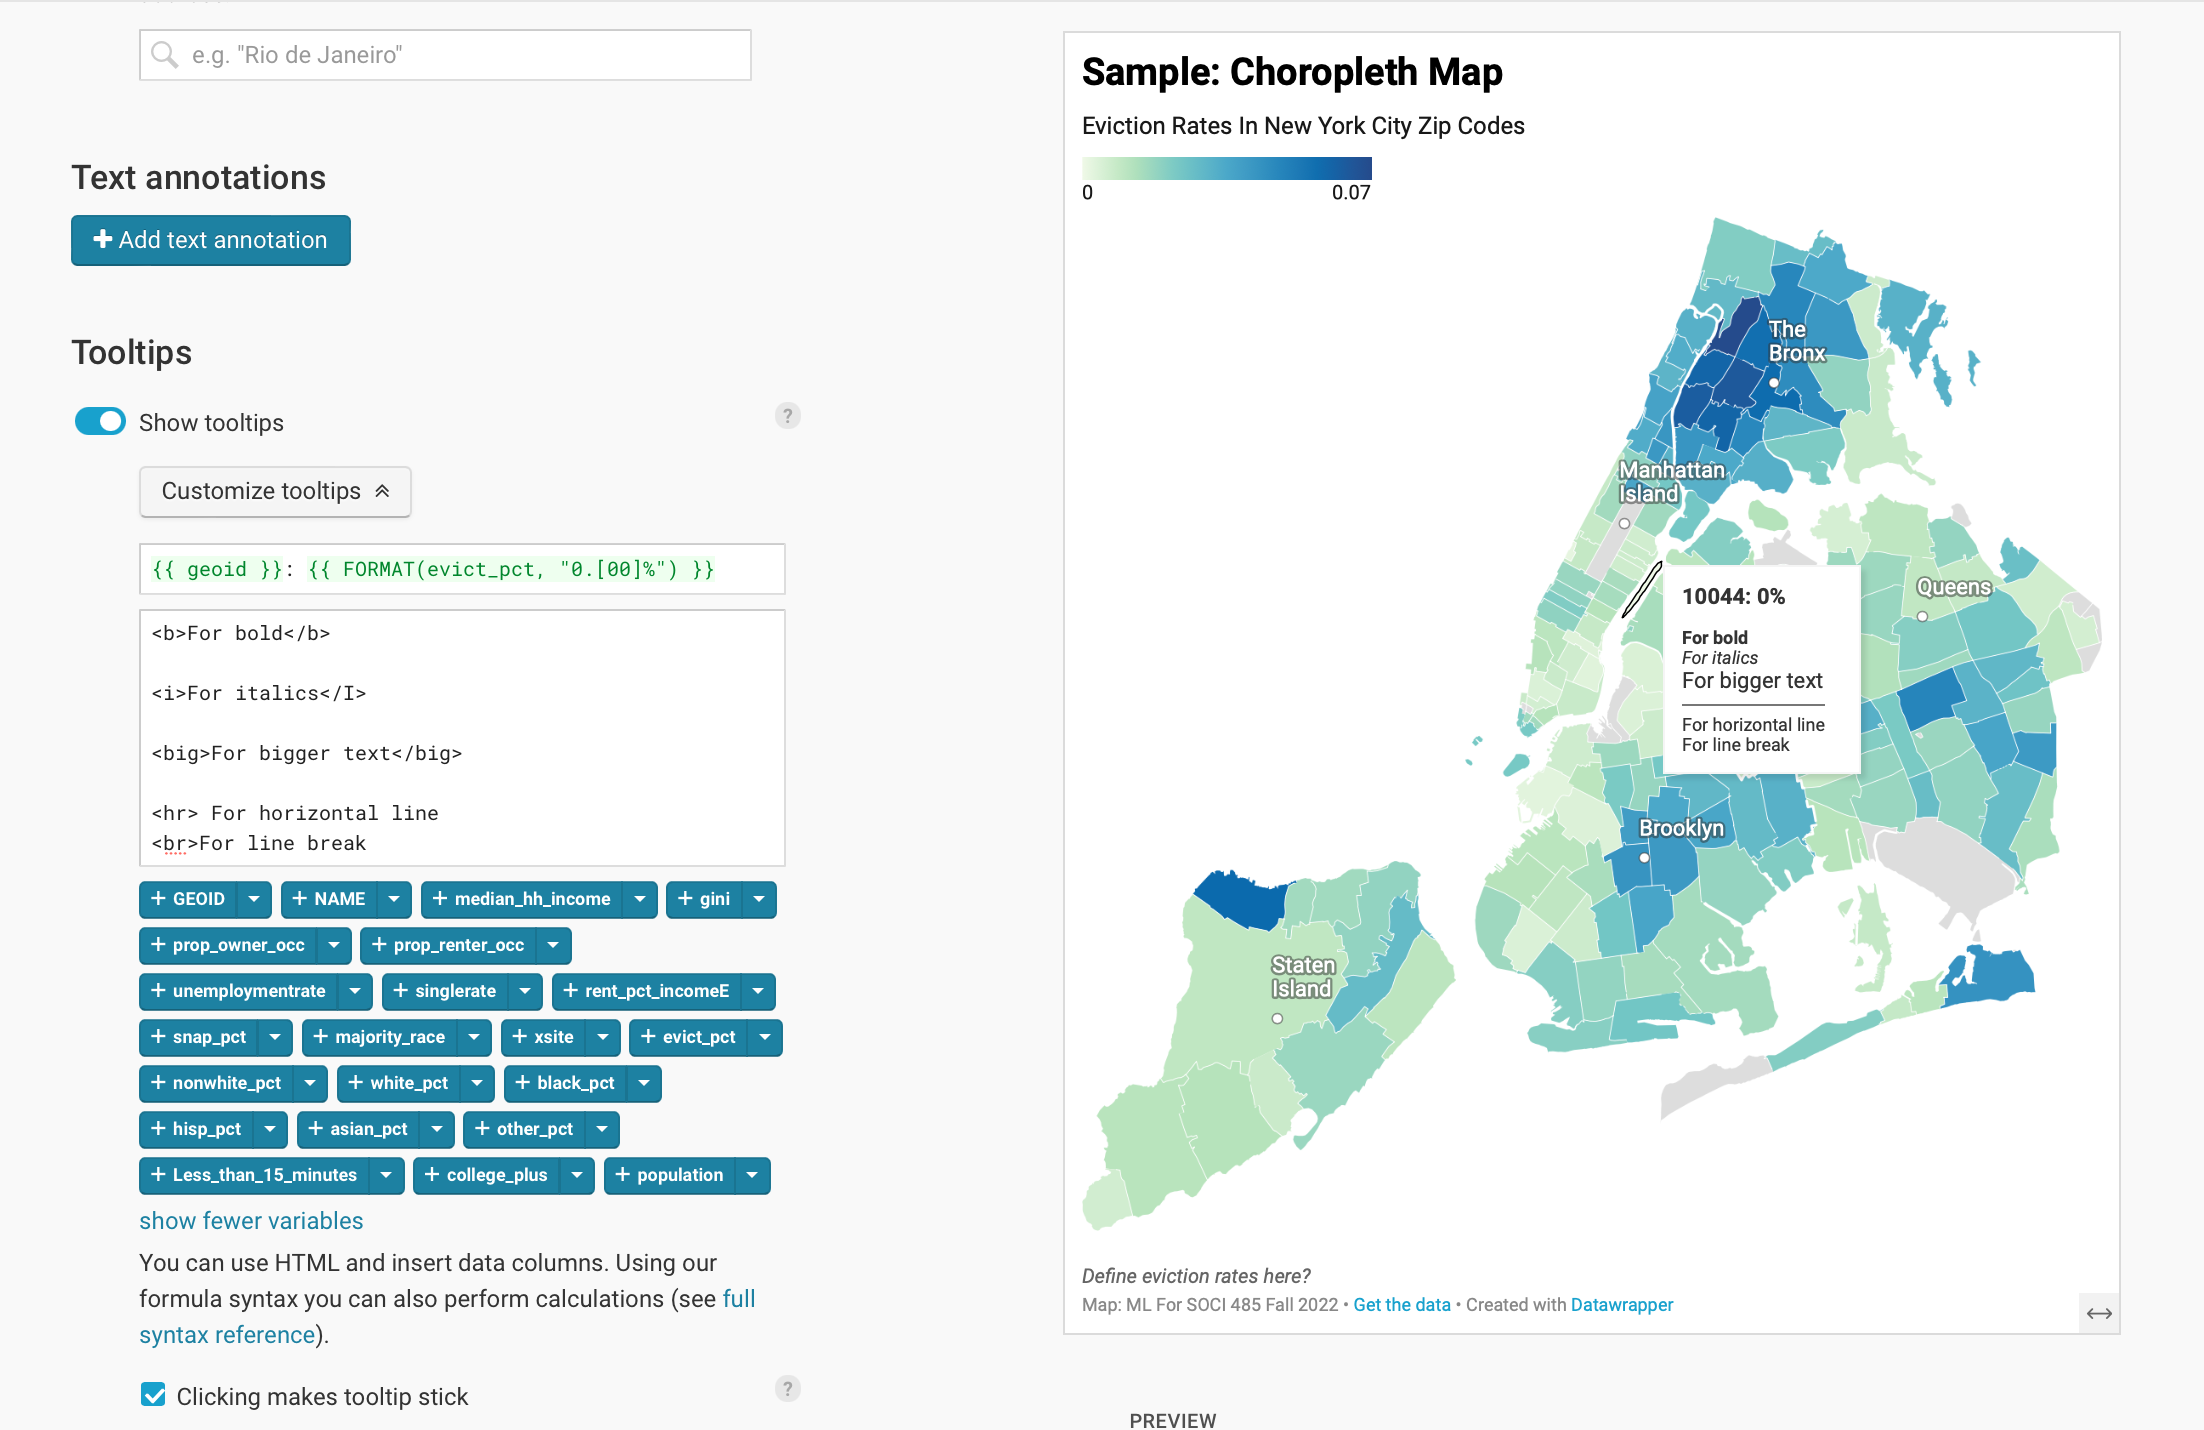 e.g. "Rio de Janeiro"
Text annotations
Add text annotation
Tooltips
Show tooltips
?
Customize tooltips
{{ geoid }}: {{ FORMAT(evict_pct, "0.[00]%") }}
<b>For bold</b>
<i>For italics</I>
<big>For bigger text</big>
<hr> For horizontal line
<br>For line break
+ GEOID + NAME + median_hh_income + gini
+ prop_owner_occ + prop_renter_occ
+ unemploymentrate + singlerate + rent_pct_incomeE
+ snap_pct + majority_race + xsite + evict_pct
+ nonwhite_pct + white_pct + black_pct
+ hisp_pct + asian_pct + other_pct
+ Less_than_15_minutes + college_plus + population
show fewer variables
You can use HTML and insert data columns. Using our
formula syntax you can also perform calculations (see full
syntax reference).
Clicking makes tooltip stick
?
Sample: Choropleth Map
Eviction Rates In New York City Zip Codes
0 0.07
The
Bronx
Manhattan
Island
Queens
10044: 0%
For bold
For italics
For bigger text
For horizontal line
For line break
Brooklyn
Staten
Island
Define eviction rates here?
Map: ML For SOCI 485 Fall 2022 • Get the data • Created with Datawrapper
PREVIEW